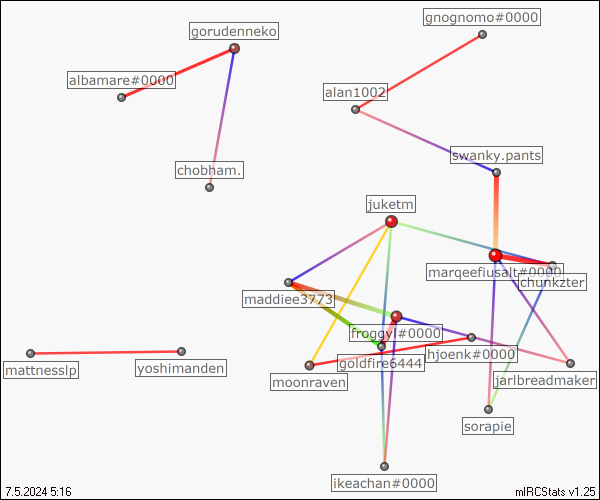 gnognomo#0000
gorudenneko
albamare#0000
alan1002
swanky.pants
chobham.
juketm
marqeefiusalt#0000
chunkzter
maddiee3773
froggyl#0000
hjoenk#0000
goldfire6444
mattnesslp
yoshimanden
moonraven
jarlbreadmaker
sorapie
ikeachan#0000
7.5.2024 5:16
mIRCStats v1.25